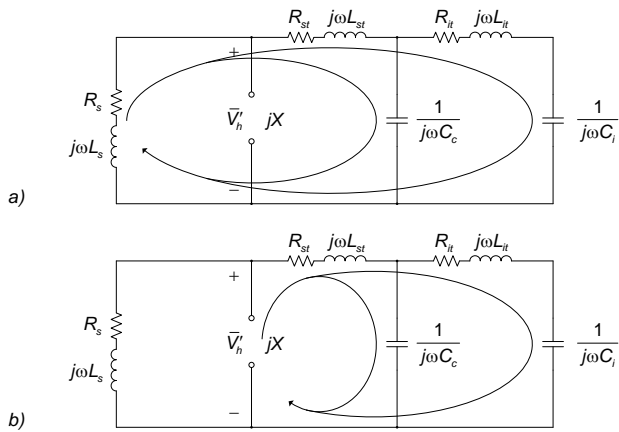 R_st jωL_st R_it jωL_it
+
R_s
V̄_h′ jX
1/jωC_c
1/jωC_i
jωL_s
−
a)
R_st jωL_st R_it jωL_it
+
R_s
V̄_h′ jX
1/jωC_c
1/jωC_i
jωL_s
−
b)